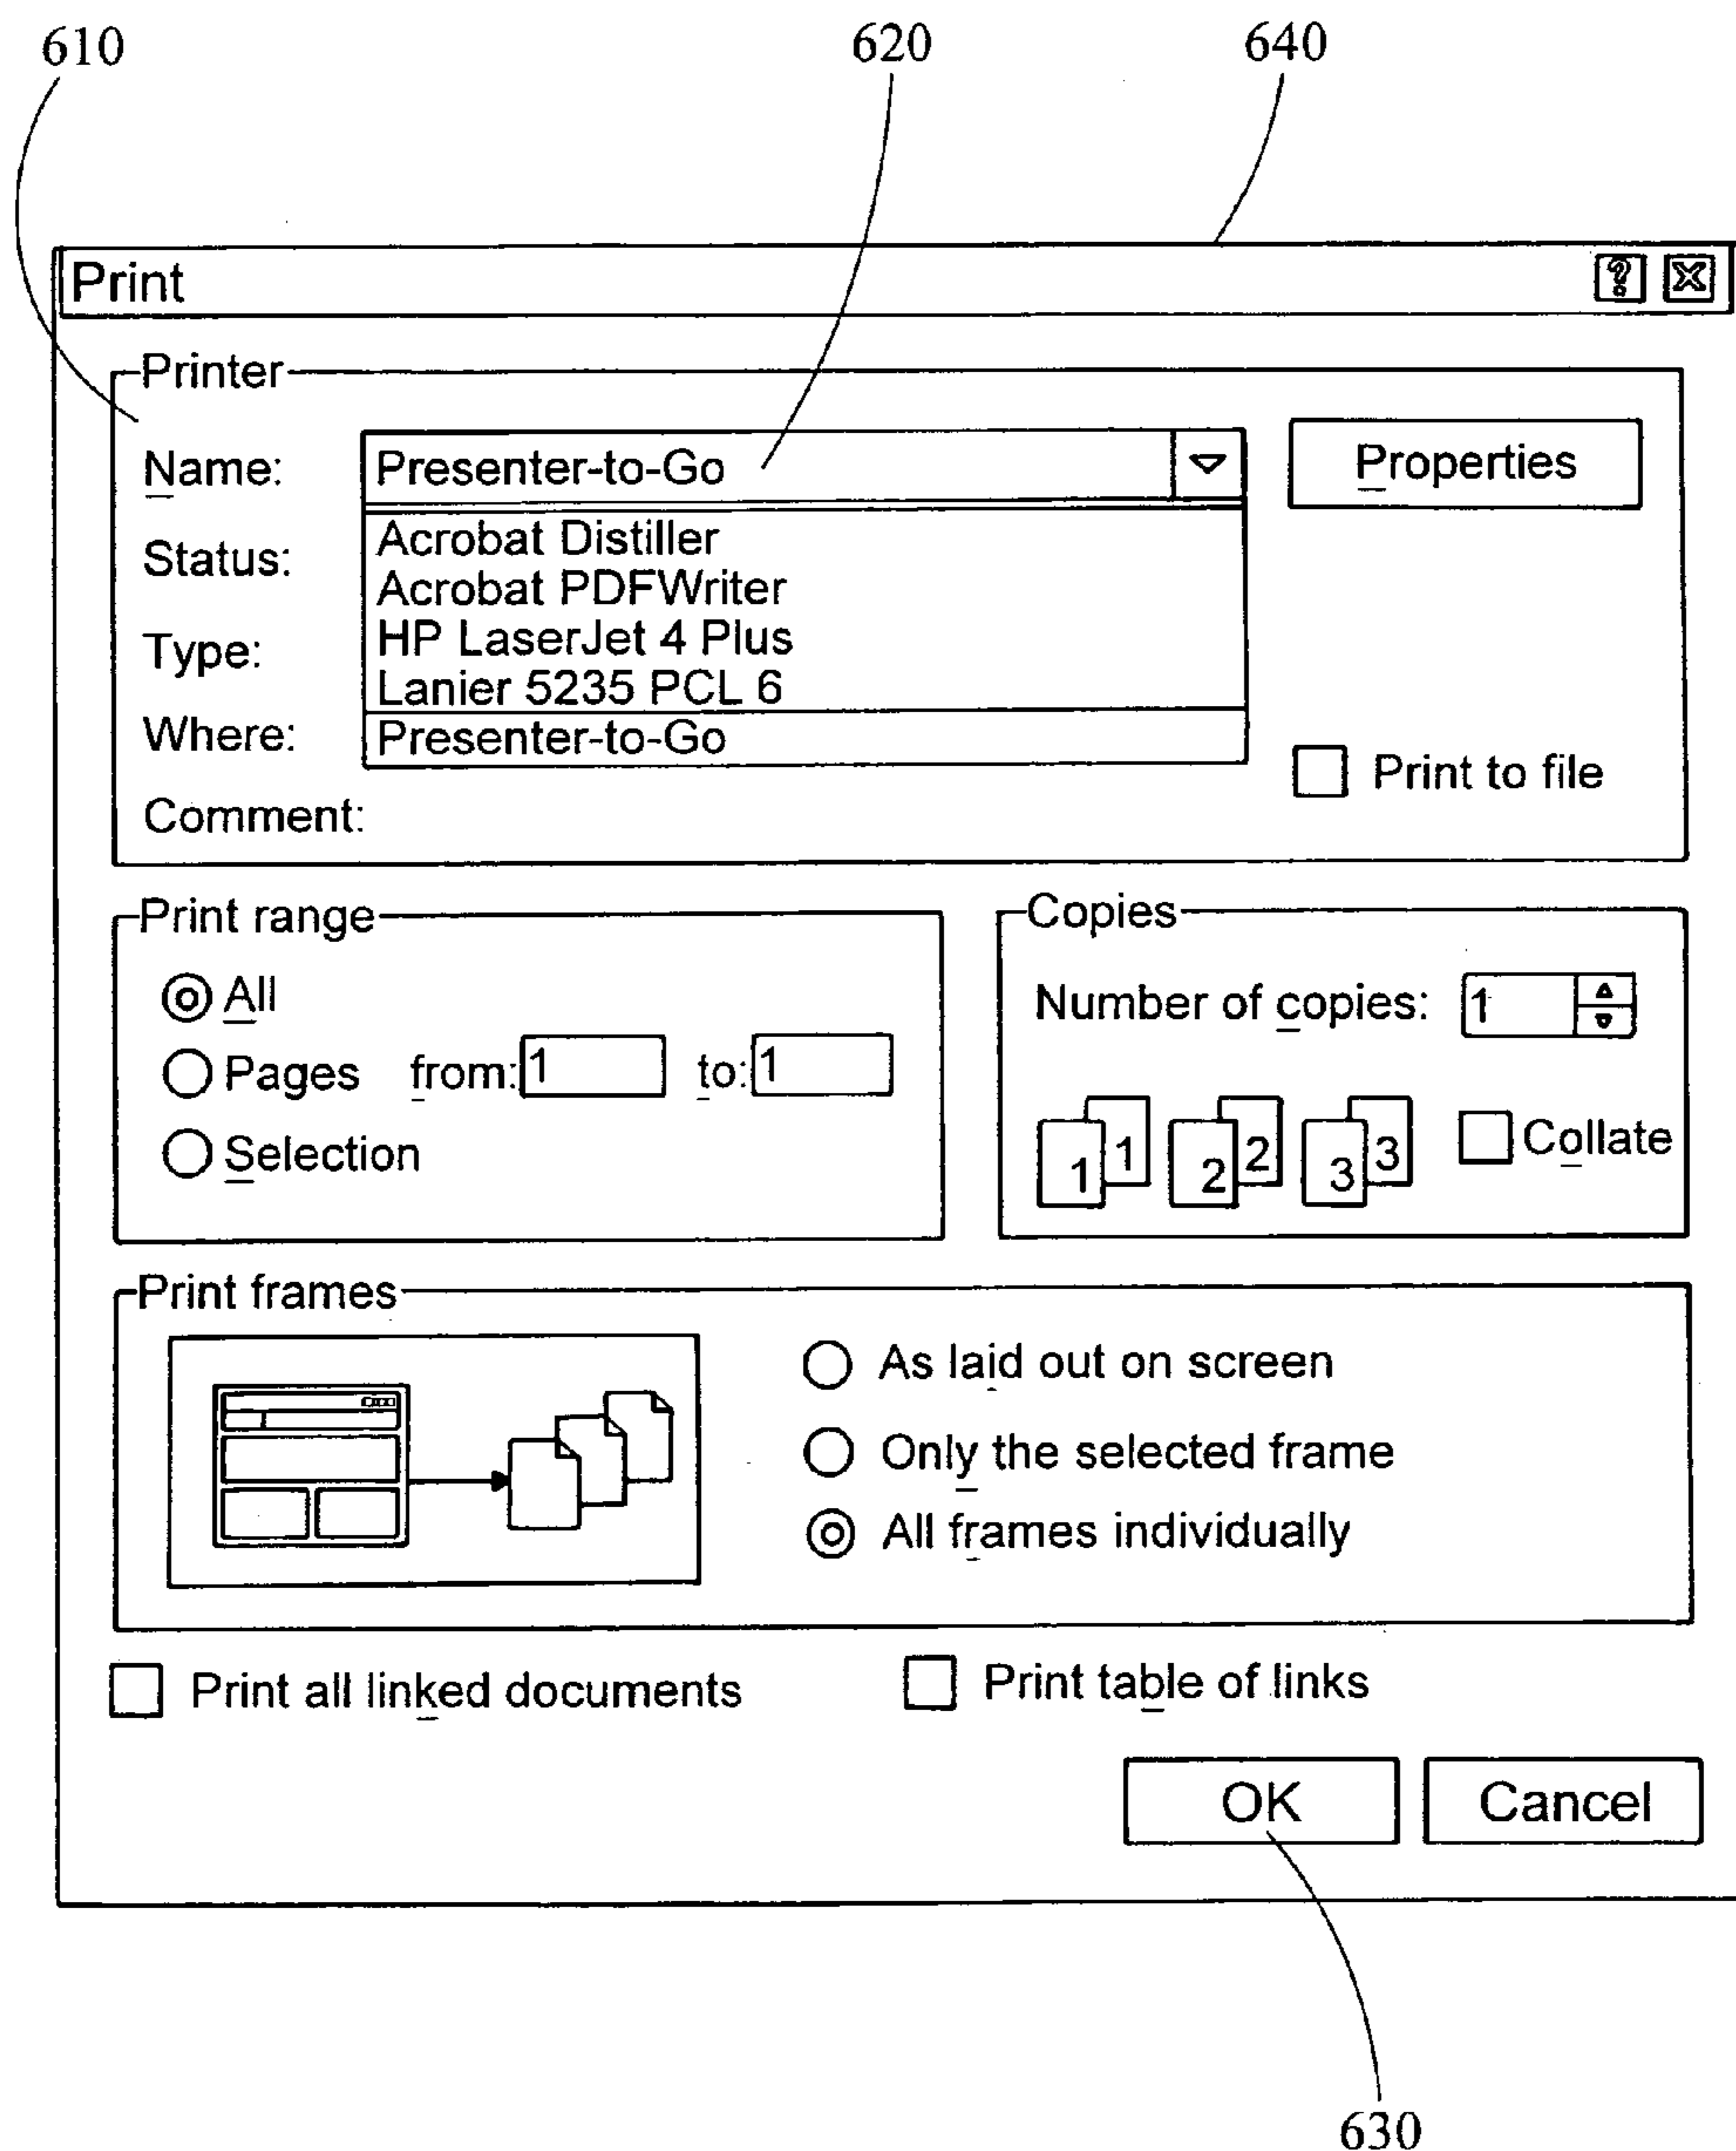 610 620 640
Print ? X
Printer
Name: Presenter-to-Go Properties
Acrobat Distiller
Status:
Acrobat PDFWriter
HP LaserJet 4 Plus
Type:
Lanier 5235 PCL 6
Where: Presenter-to-Go
Print to file
Comment:
Print range
All
Pages from: 1 to: 1
Selection
Copies
Number of copies: 1
1 1 2 2 3 3 Collate
Print frames
As laid out on screen
Only the selected frame
All frames individually
Print all linked documents Print table of links
OK Cancel
630